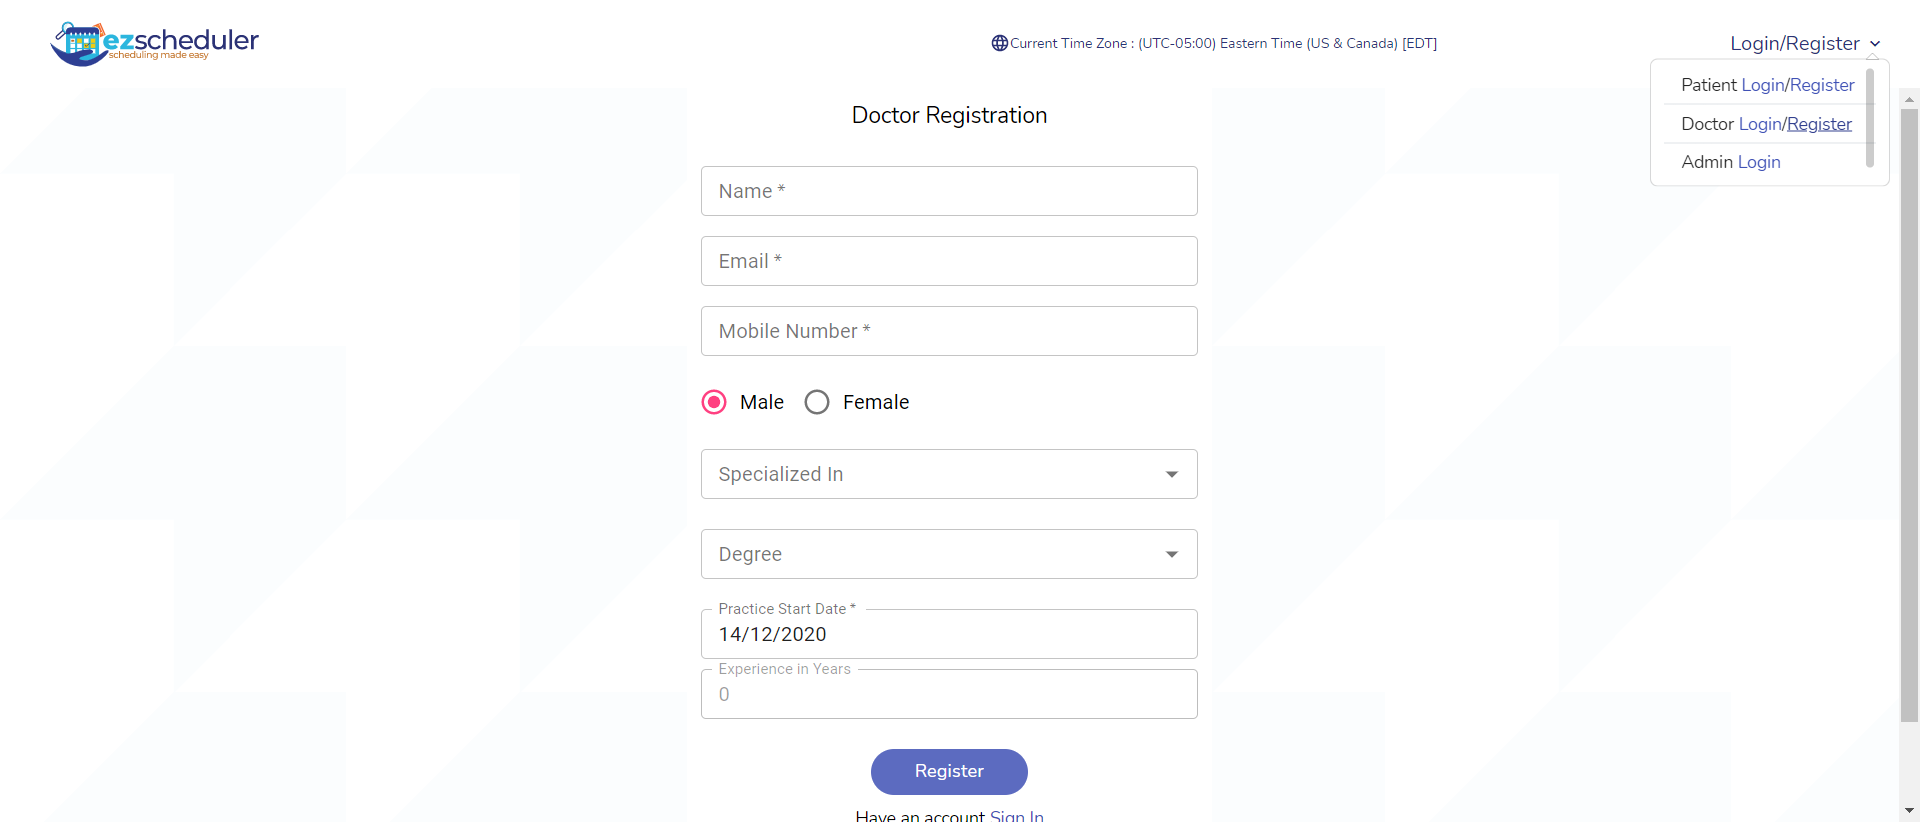 ezscheduler
scheduling made easy
Current Time Zone : (UTC-05:00) Eastern Time (US & Canada) [EDT]
Login/Register
Patient Login/Register
Doctor Login/Register
Admin Login
Doctor Registration
Name *
Email *
Mobile Number *
Male Female
Specialized In
Degree
Practice Start Date *
14/12/2020
Experience in Years
0
Register
Have an account Sign In